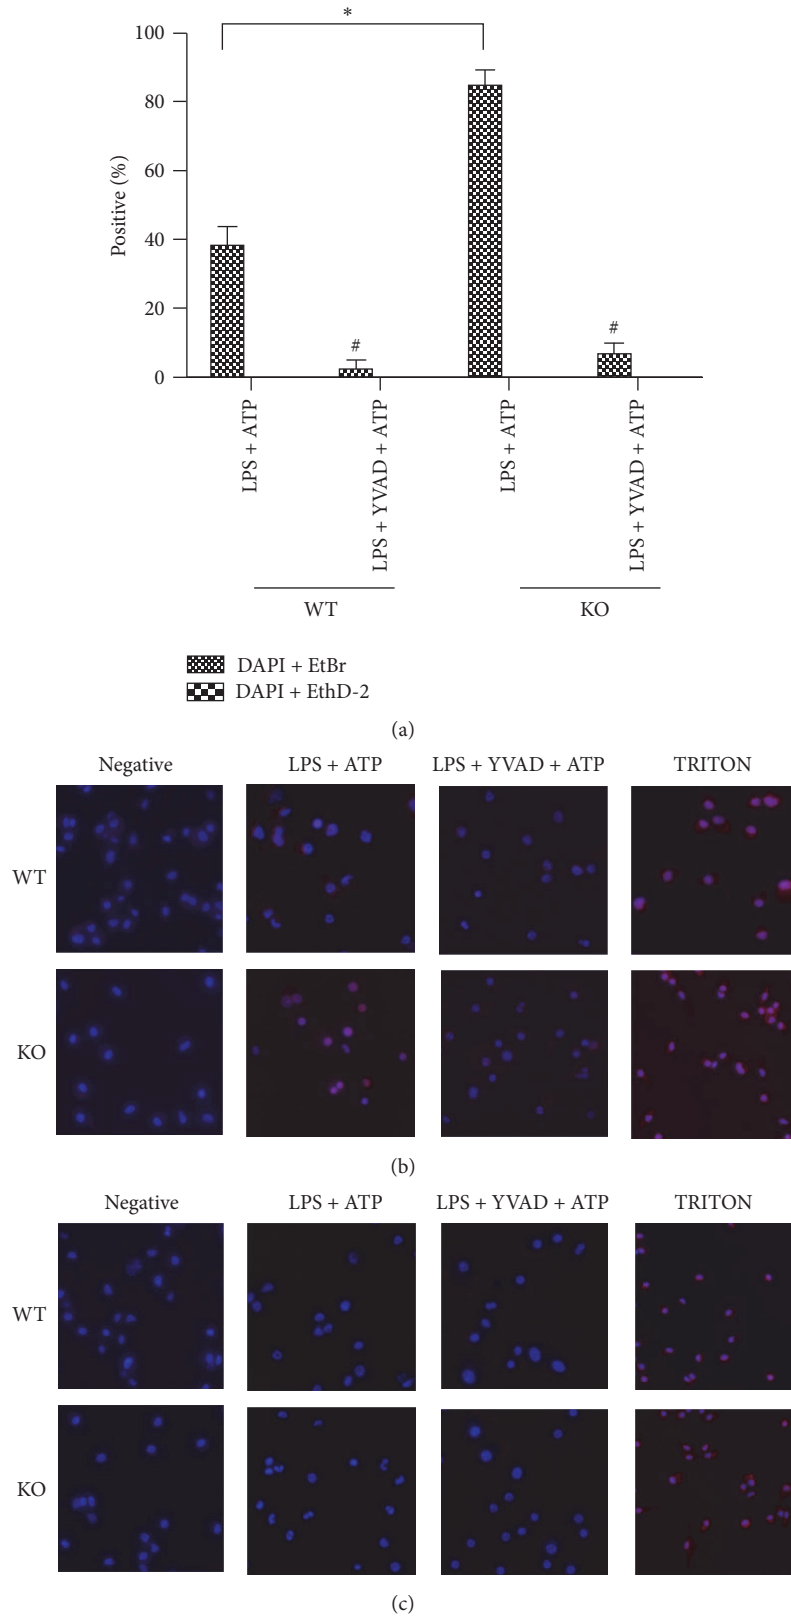 *
100
80
60
40
20
0
Positive (%)
#
#
LPS + ATP
LPS + YVAD + ATP
LPS + ATP
LPS + YVAD + ATP
WT KO
DAPI + EtBr
DAPI + EthD-2
(a)
Negative LPS + ATP LPS + YVAD + ATP TRITON
WT
KO
(b)
Negative LPS + ATP LPS + YVAD + ATP TRITON
WT
KO
(c)